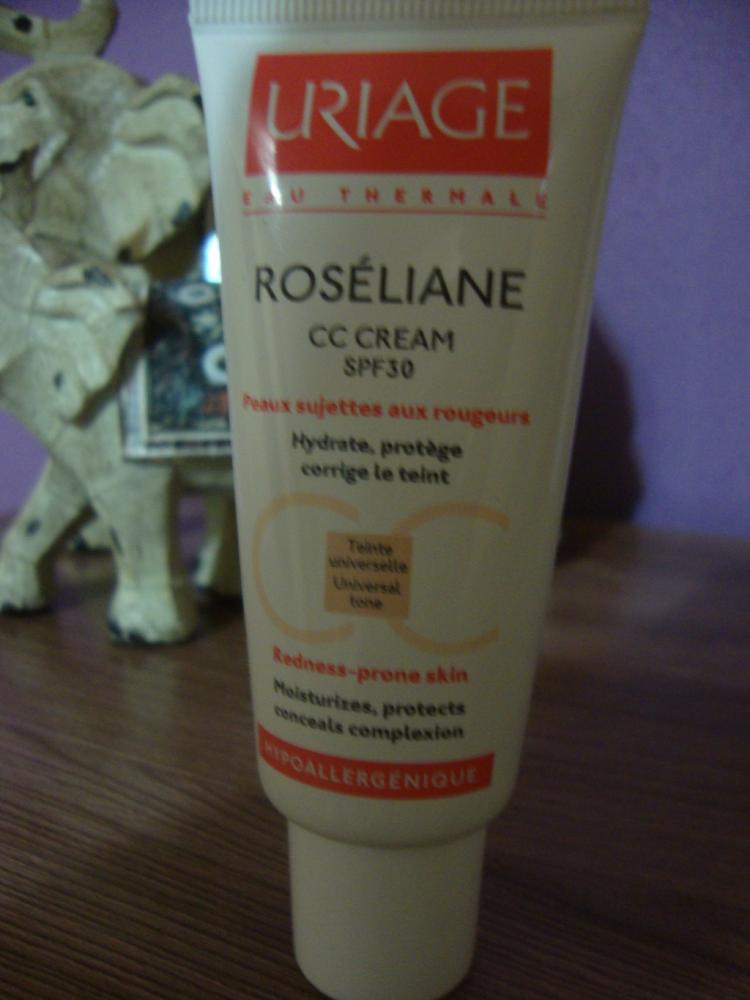 URIAGE
EAU THERMALE
ROSÉLIANE
CC CREAM
SPF30
Peaux sujettes aux rougeurs
Hydrate, protège
corrige le teint
CC
Teinte
universelle
Universal
tone
Redness-prone skin
Moisturizes, protects
conceals complexion
HYPOALLERGÉNIQUE